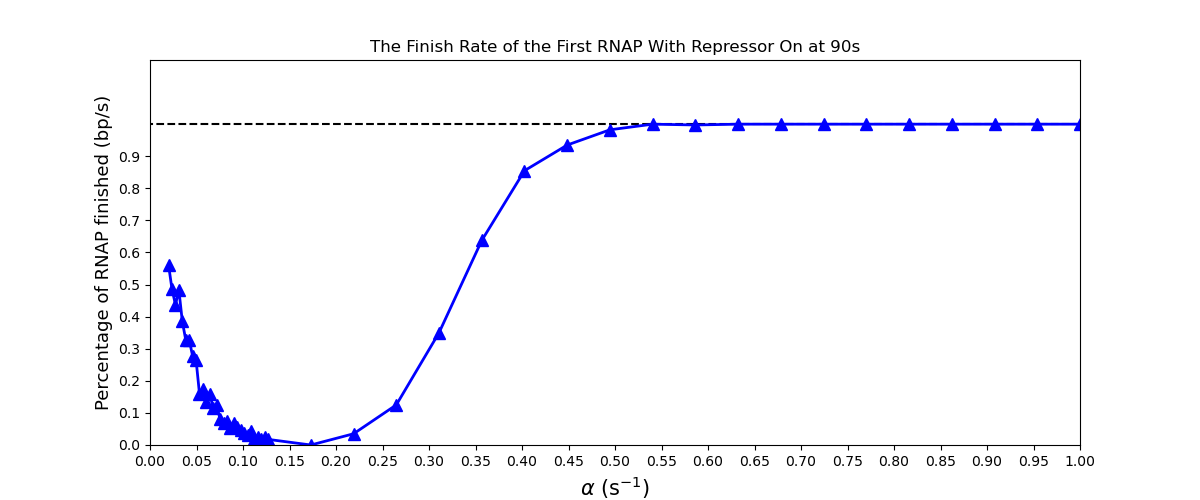 The Finish Rate of the First RNAP With Repressor On at 90s
Percentage of RNAP finished (bp/s)
0.9
0.8
0.7
0.6
0.5
0.4
0.3
0.2
0.1
0.0
0.00 0.05 0.10 0.15 0.20 0.25 0.30 0.35 0.40 0.45 0.50 0.55 0.60 0.65 0.70 0.75 0.80 0.85 0.90 0.95 1.00
α (s⁻¹)